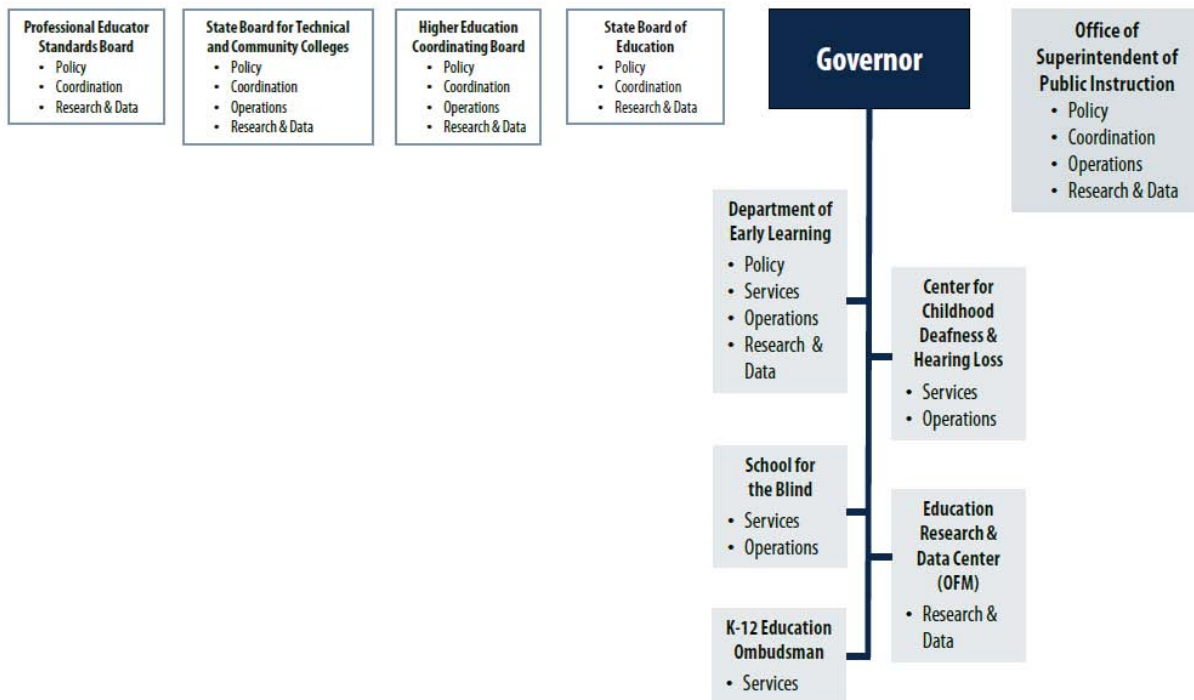 Professional Educator
Standards Board
• Policy
• Coordination
• Research & Data
State Board for Technical
and Community Colleges
• Policy
• Coordination
• Operations
• Research & Data
Higher Education
Coordinating Board
• Policy
• Coordination
• Operations
• Research & Data
State Board of
Education
• Policy
• Coordination
• Research & Data
Governor
Office of
Superintendent of
Public Instruction
• Policy
• Coordination
• Operations
• Research & Data
Department of
Early Learning
• Policy
• Services
• Operations
• Research &
Data
Center for
Childhood
Deafness &
Hearing Loss
• Services
• Operations
School for
the Blind
• Services
• Operations
Education
Research &
Data Center
(OFM)
• Research &
Data
K-12 Education
Ombudsman
• Services